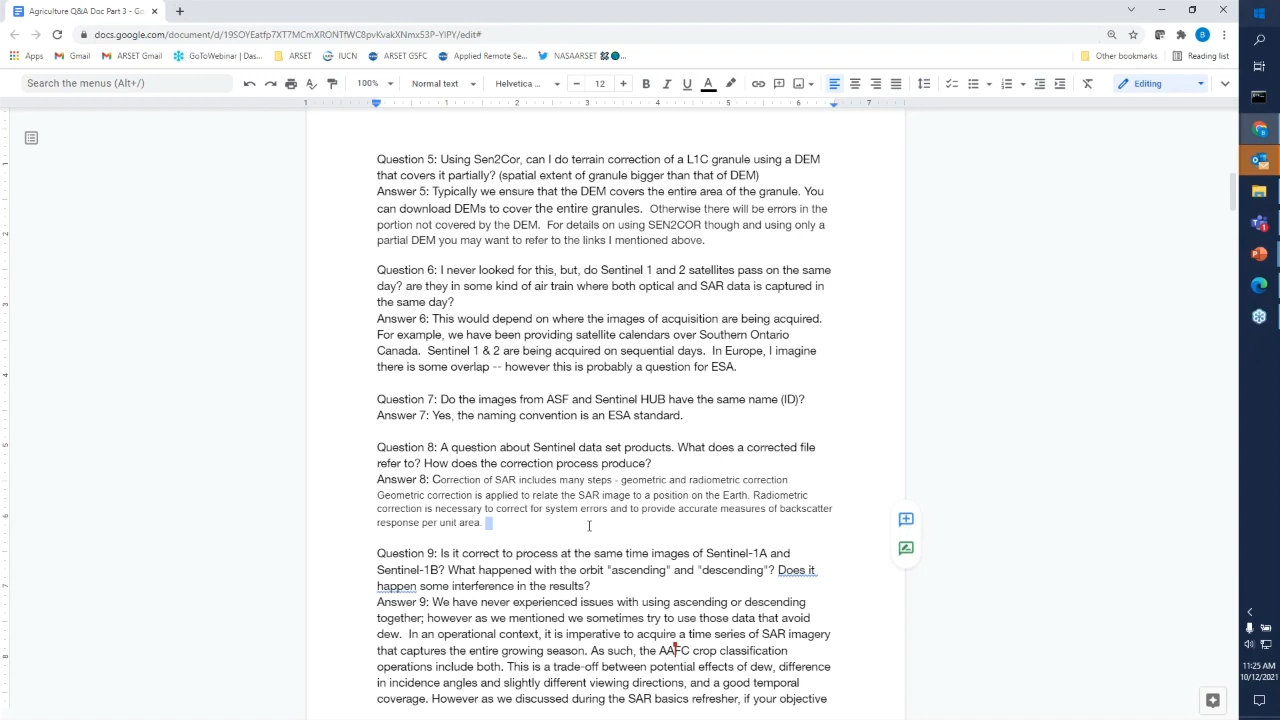 Agriculture Q&A Doc Part 3 - Go
docs.google.com/document/d/19SOYEatfp7XT7MCmXRONTfWC8pvKvakXNmx53P-YIPY/edit#
Apps Gmail ARSET Gmail GoToWebinar | Das... ARSET IUCN ARSET GSFC Applied Remote Se... NASAARSET Other bookmarks Reading list
Search the menus (Alt+/) 100% Normal text Helvetica ... 12 B I U A Editing
1 1 2 3 4 5 6 7
Question 5: Using Sen2Cor, can I do terrain correction of a L1C granule using a DEM
that covers it partially? (spatial extent of granule bigger than that of DEM)
Answer 5: Typically we ensure that the DEM covers the entire area of the granule. You
can download DEMs to cover the entire granules. Otherwise there will be errors in the
portion not covered by the DEM. For details on using SEN2COR though and using only a
partial DEM you may want to refer to the links I mentioned above.
Question 6: I never looked for this, but, do Sentinel 1 and 2 satellites pass on the same
day? are they in some kind of air train where both optical and SAR data is captured in
the same day?
Answer 6: This would depend on where the images of acquisition are being acquired.
For example, we have been providing satellite calendars over Southern Ontario
Canada. Sentinel 1 & 2 are being acquired on sequential days. In Europe, I imagine
there is some overlap -- however this is probably a question for ESA.
Question 7: Do the images from ASF and Sentinel HUB have the same name (ID)?
Answer 7: Yes, the naming convention is an ESA standard.
Question 8: A question about Sentinel data set products. What does a corrected file
refer to? How does the correction process produce?
Answer 8: Correction of SAR includes many steps - geometric and radiometric correction.
Geometric correction is applied to relate the SAR image to a position on the Earth. Radiometric
correction is necessary to correct for system errors and to provide accurate measures of backscatter
response per unit area.
Question 9: Is it correct to process at the same time images of Sentinel-1A and
Sentinel-1B? What happened with the orbit "ascending" and "descending"? Does it
happen some interference in the results?
Answer 9: We have never experienced issues with using ascending or descending
together; however as we mentioned we sometimes try to use those data that avoid
dew. In an operational context, it is imperative to acquire a time series of SAR imagery
that captures the entire growing season. As such, the AAFC crop classification
operations include both. This is a trade-off between potential effects of dew, difference
in incidence angles and slightly different viewing directions, and a good temporal
coverage. However as we discussed during the SAR basics refresher, if your objective
11:25 AM
10/12/2021